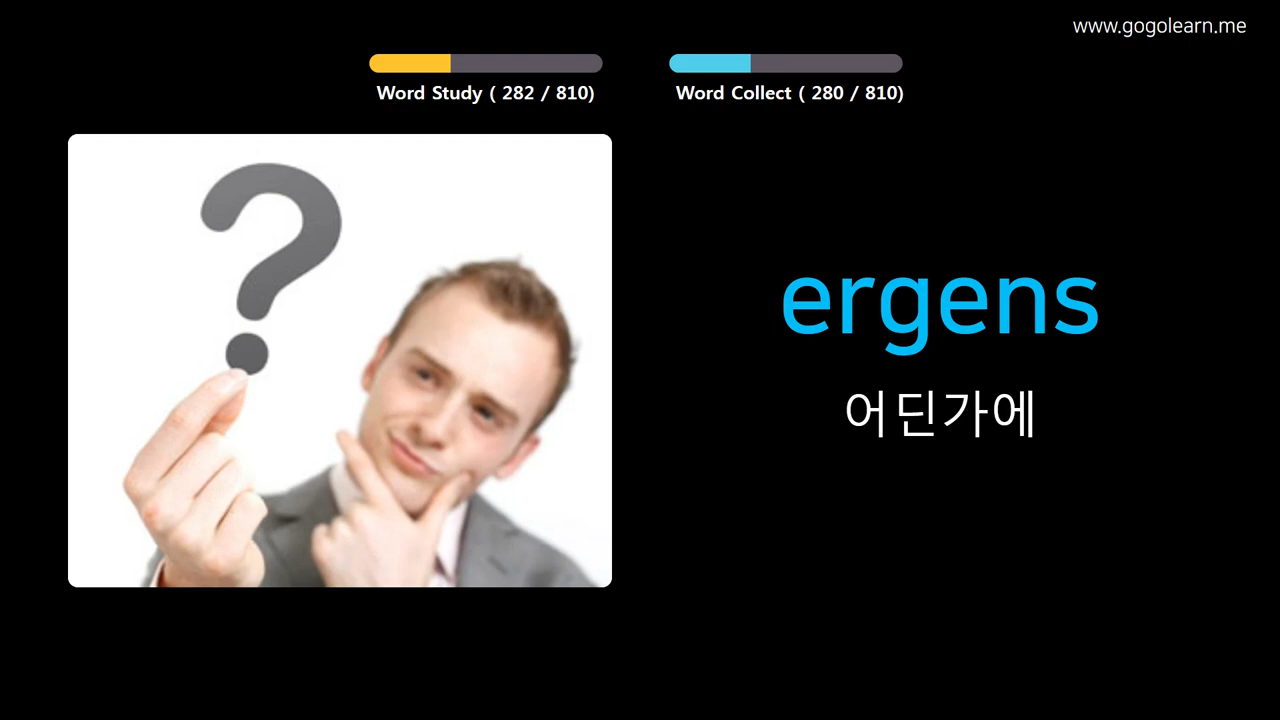 www.gogolearn.me
Word Study ( 282 / 810)
Word Collect ( 280 / 810)
?
ergens
어딘가에